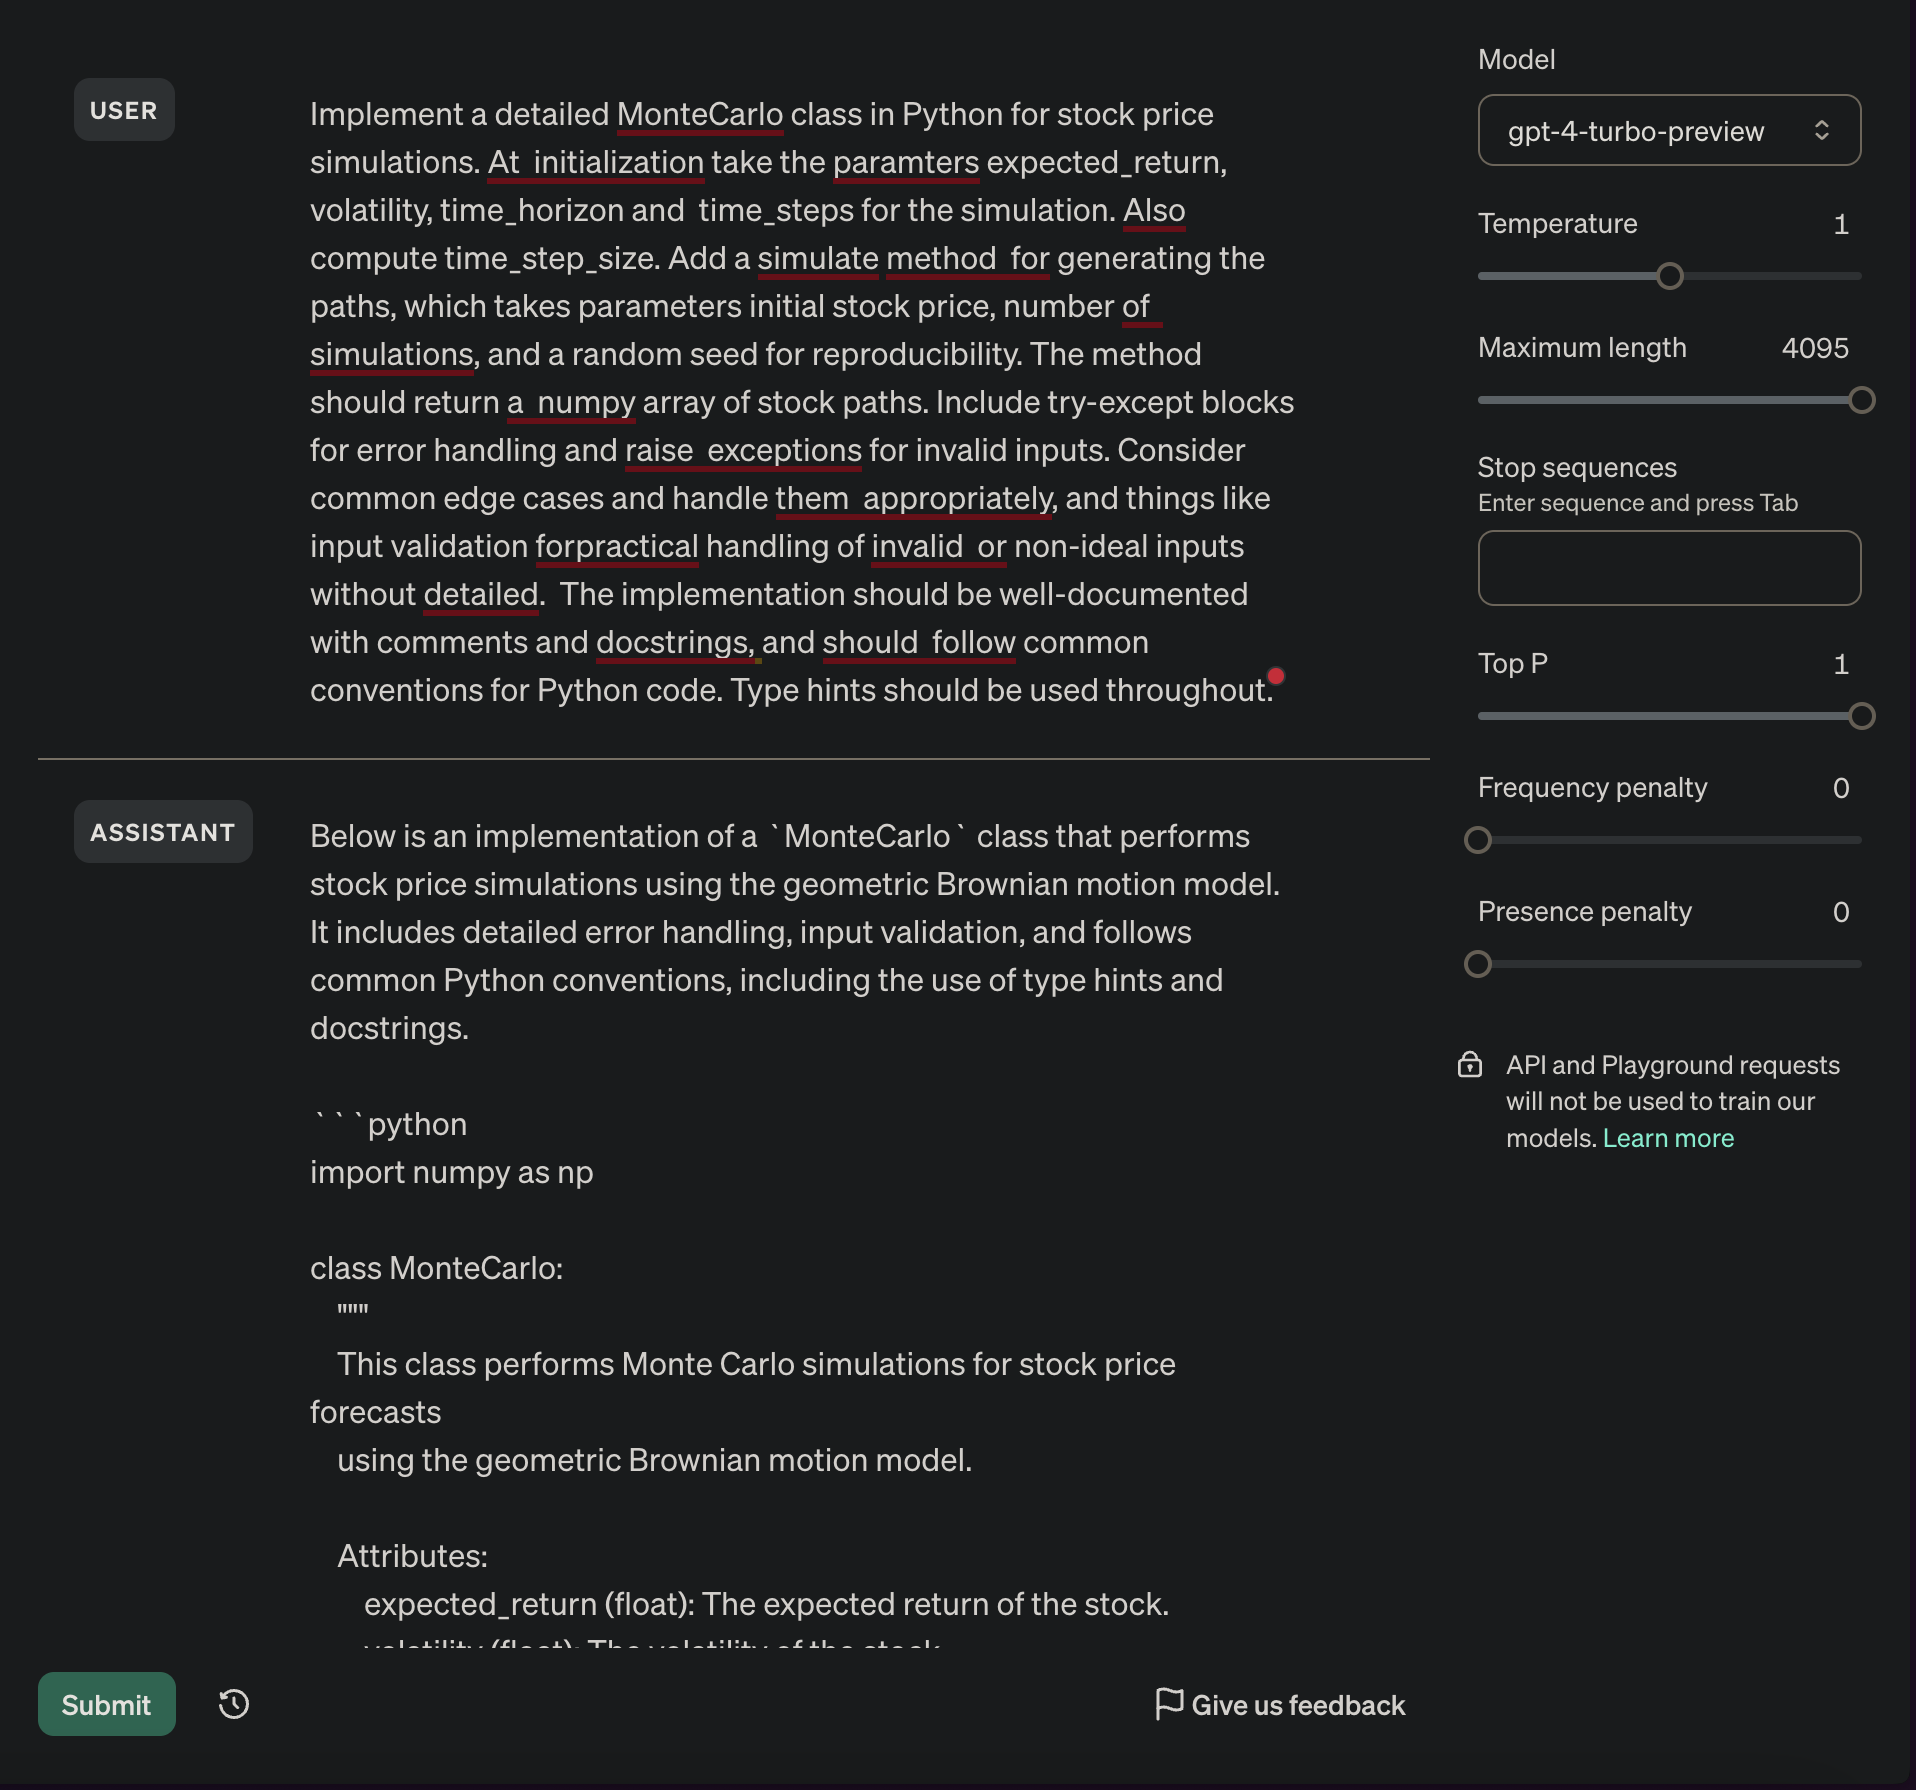 USER
Implement a detailed MonteCarlo class in Python for stock price
simulations. At  initialization take the paramters expected_return,
volatility, time_horizon and  time_steps for the simulation. Also
compute time_step_size. Add a simulate method  for generating the
paths, which takes parameters initial stock price, number of
simulations, and a random seed for reproducibility. The method
should return a  numpy array of stock paths. Include try-except blocks
for error handling and raise  exceptions for invalid inputs. Consider
common edge cases and handle them  appropriately, and things like
input validation forpractical handling of invalid  or non-ideal inputs
without detailed.  The implementation should be well-documented
with comments and docstrings, and should  follow common
conventions for Python code. Type hints should be used throughout.
ASSISTANT
Below is an implementation of a `MonteCarlo` class that performs
stock price simulations using the geometric Brownian motion model.
It includes detailed error handling, input validation, and follows
common Python conventions, including the use of type hints and
docstrings.
```python
import numpy as np
class MonteCarlo:
"""
This class performs Monte Carlo simulations for stock price
forecasts
using the geometric Brownian motion model.
Attributes:
expected_return (float): The expected return of the stock.
volatility (float): The volatility of the stock
Submit
Give us feedback
Model
gpt-4-turbo-preview
Temperature 1
Maximum length 4095
Stop sequences
Enter sequence and press Tab
Top P 1
Frequency penalty 0
Presence penalty 0
API and Playground requests
will not be used to train our
models. Learn more